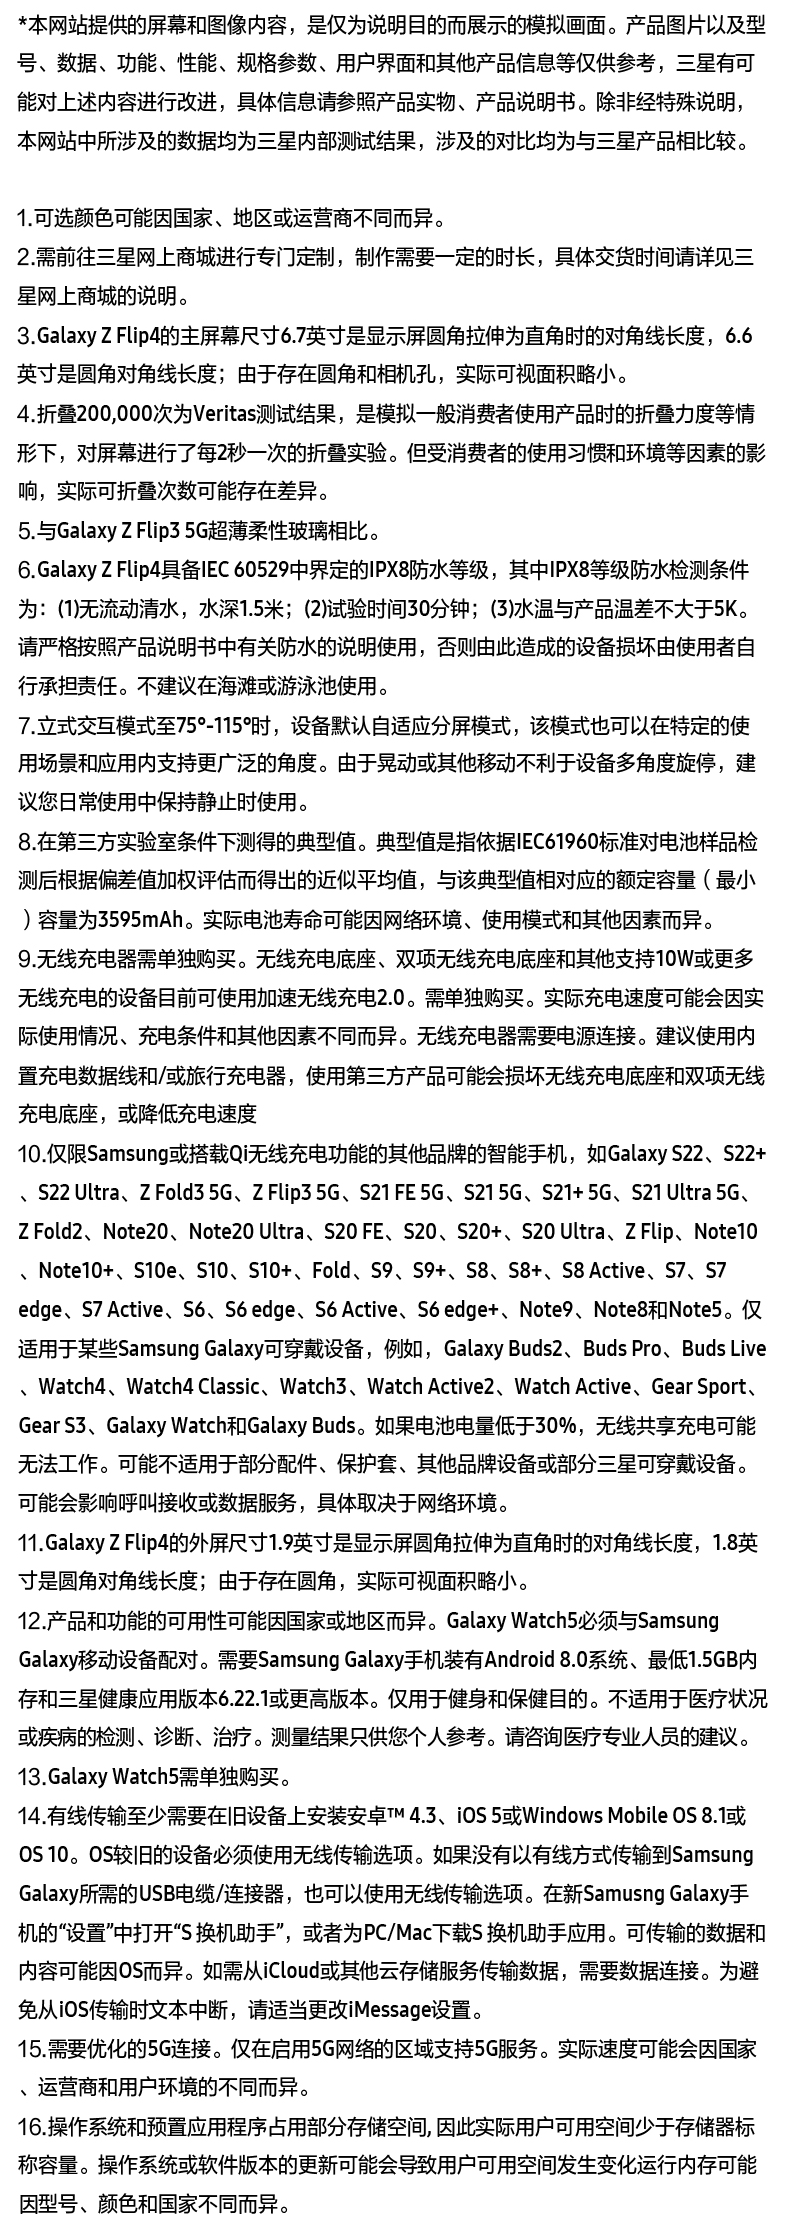 *本网站提供的屏幕和图像内容，是仅为说明目的而展示的模拟画面。产品图片以及型
号、数据、功能、性能、规格参数、用户界面和其他产品信息等仅供参考，三星有可
能对上述内容进行改进，具体信息请参照产品实物、产品说明书。除非经特殊说明，
本网站中所涉及的数据均为三星内部测试结果，涉及的对比均为与三星产品相比较。
1.可选颜色可能因国家、地区或运营商不同而异。
2.需前往三星网上商城进行专门定制，制作需要一定的时长，具体交货时间请详见三
星网上商城的说明。
3.Galaxy Z Flip4的主屏幕尺寸6.7英寸是显示屏圆角拉伸为直角时的对角线长度，6.6
英寸是圆角对角线长度；由于存在圆角和相机孔，实际可视面积略小。
4.折叠200,000次为Veritas测试结果，是模拟一般消费者使用产品时的折叠力度等情
形下，对屏幕进行了每2秒一次的折叠实验。但受消费者的使用习惯和环境等因素的影
响，实际可折叠次数可能存在差异。
5.与Galaxy Z Flip3 5G超薄柔性玻璃相比。
6.Galaxy Z Flip4具备IEC 60529中界定的IPX8防水等级，其中IPX8等级防水检测条件
为：(1)无流动清水，水深1.5米；(2)试验时间30分钟；(3)水温与产品温差不大于5K。
请严格按照产品说明书中有关防水的说明使用，否则由此造成的设备损坏由使用者自
行承担责任。不建议在海滩或游泳池使用。
7.立式交互模式至75°-115°时，设备默认自适应分屏模式，该模式也可以在特定的使
用场景和应用内支持更广泛的角度。由于晃动或其他移动不利于设备多角度旋停，建
议您日常使用中保持静止时使用。
8.在第三方实验室条件下测得的典型值。典型值是指依据IEC61960标准对电池样品检
测后根据偏差值加权评估而得出的近似平均值，与该典型值相对应的额定容量（最小
）容量为3595mAh。实际电池寿命可能因网络环境、使用模式和其他因素而异。
9.无线充电器需单独购买。无线充电底座、双项无线充电底座和其他支持10W或更多
无线充电的设备目前可使用加速无线充电2.0。需单独购买。实际充电速度可能会因实
际使用情况、充电条件和其他因素不同而异。无线充电器需要电源连接。建议使用内
置充电数据线和/或旅行充电器，使用第三方产品可能会损坏无线充电底座和双项无线
充电底座，或降低充电速度
10.仅限Samsung或搭载Qi无线充电功能的其他品牌的智能手机，如Galaxy S22、S22+
、S22 Ultra、Z Fold3 5G、Z Flip3 5G、S21 FE 5G、S21 5G、S21+ 5G、S21 Ultra 5G、
Z Fold2、Note20、Note20 Ultra、S20 FE、S20、S20+、S20 Ultra、Z Flip、Note10
、Note10+、S10e、S10、S10+、Fold、S9、S9+、S8、S8+、S8 Active、S7、S7
edge、S7 Active、S6、S6 edge、S6 Active、S6 edge+、Note9、Note8和Note5。仅
适用于某些Samsung Galaxy可穿戴设备，例如，Galaxy Buds2、Buds Pro、Buds Live
、Watch4、Watch4 Classic、Watch3、Watch Active2、Watch Active、Gear Sport、
Gear S3、Galaxy Watch和Galaxy Buds。如果电池电量低于30%，无线共享充电可能
无法工作。可能不适用于部分配件、保护套、其他品牌设备或部分三星可穿戴设备。
可能会影响呼叫接收或数据服务，具体取决于网络环境。
11.Galaxy Z Flip4的外屏尺寸1.9英寸是显示屏圆角拉伸为直角时的对角线长度，1.8英
寸是圆角对角线长度；由于存在圆角，实际可视面积略小。
12.产品和功能的可用性可能因国家或地区而异。Galaxy Watch5必须与Samsung
Galaxy移动设备配对。需要Samsung Galaxy手机装有Android 8.0系统、最低1.5GB内
存和三星健康应用版本6.22.1或更高版本。仅用于健身和保健目的。不适用于医疗状况
或疾病的检测、诊断、治疗。测量结果只供您个人参考。请咨询医疗专业人员的建议。
13.Galaxy Watch5需单独购买。
14.有线传输至少需要在旧设备上安装安卓™ 4.3、iOS 5或Windows Mobile OS 8.1或
OS 10。OS较旧的设备必须使用无线传输选项。如果没有以有线方式传输到Samsung
Galaxy所需的USB电缆/连接器，也可以使用无线传输选项。在新Samusng Galaxy手
机的“设置”中打开“S 换机助手”，或者为PC/Mac下载S 换机助手应用。可传输的数据和
内容可能因OS而异。如需从iCloud或其他云存储服务传输数据，需要数据连接。为避
免从iOS传输时文本中断，请适当更改iMessage设置。
15.需要优化的5G连接。仅在启用5G网络的区域支持5G服务。实际速度可能会因国家
、运营商和用户环境的不同而异。
16.操作系统和预置应用程序占用部分存储空间, 因此实际用户可用空间少于存储器标
称容量。操作系统或软件版本的更新可能会导致用户可用空间发生变化运行内存可能
因型号、颜色和国家不同而异。